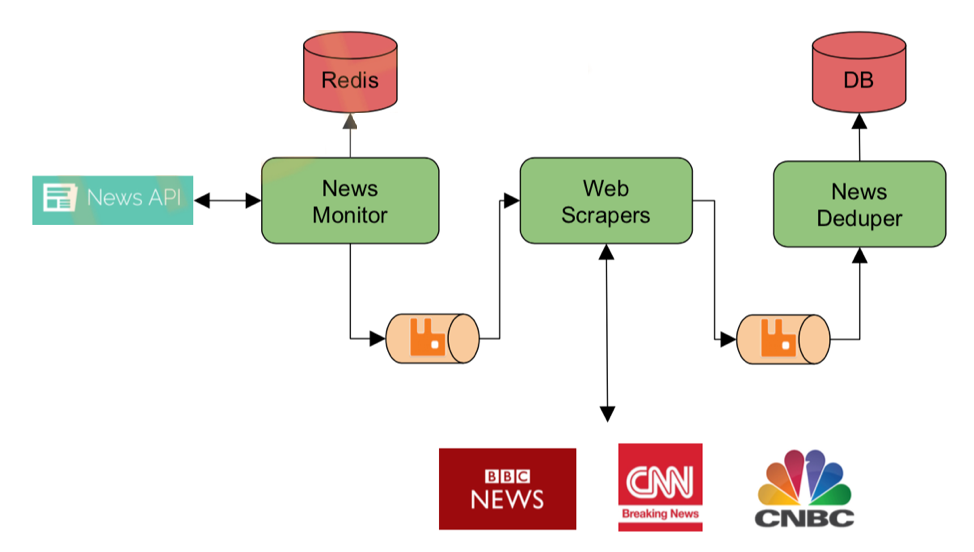 Redis
DB
News API
News
Monitor
Web
Scrapers
News
Deduper
BBC
NEWS
CNN
Breaking News
CNBC